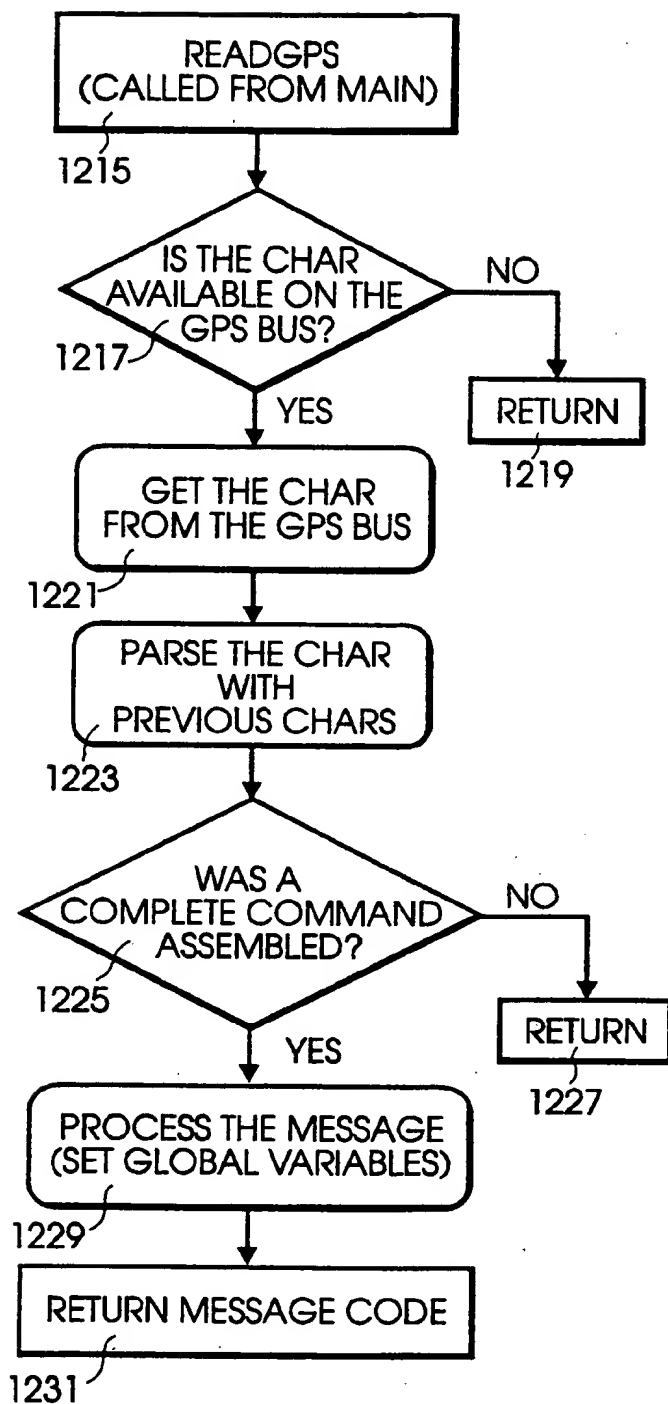 READGPS
(CALLED FROM MAIN)
1215
IS THE CHAR
AVAILABLE ON THE
GPS BUS?
1217
NO
RETURN
1219
YES
GET THE CHAR
FROM THE GPS BUS
1221
PARSE THE CHAR
WITH
PREVIOUS CHARS
1223
WAS A
COMPLETE COMMAND
ASSEMBLED?
1225
NO
RETURN
1227
YES
PROCESS THE MESSAGE
(SET GLOBAL VARIABLES)
1229
RETURN MESSAGE CODE
1231